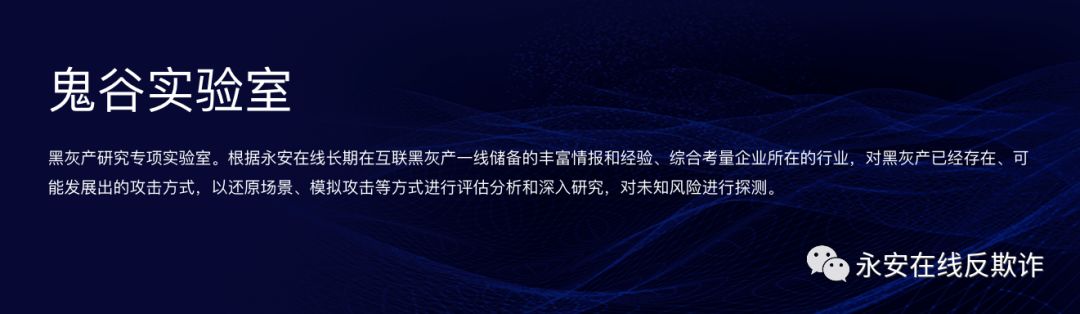 鬼谷实验室
黑灰产研究专项实验室。根据永安在线长期在互联黑灰产一线储备的丰富情报和经验、综合考量企业所在的行业，对黑灰产已经存在、可
能发展出的攻击方式，以还原场景、模拟攻击等方式进行评估分析和深入研究，对未知风险进行探测。
永安在线反欺诈